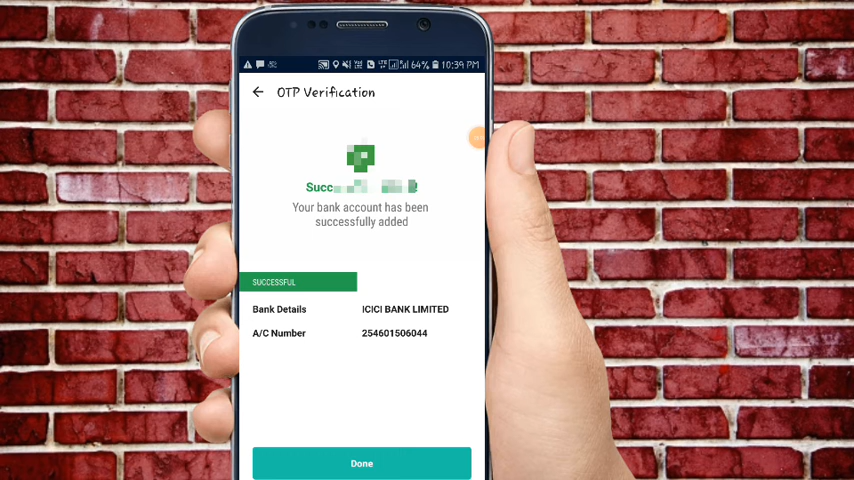 64% 10:39 PM
OTP Verification
Your bank account has been
successfully added
SUCCESSFUL
Bank Details ICICI BANK LIMITED
A/C Number 254601506044
Done